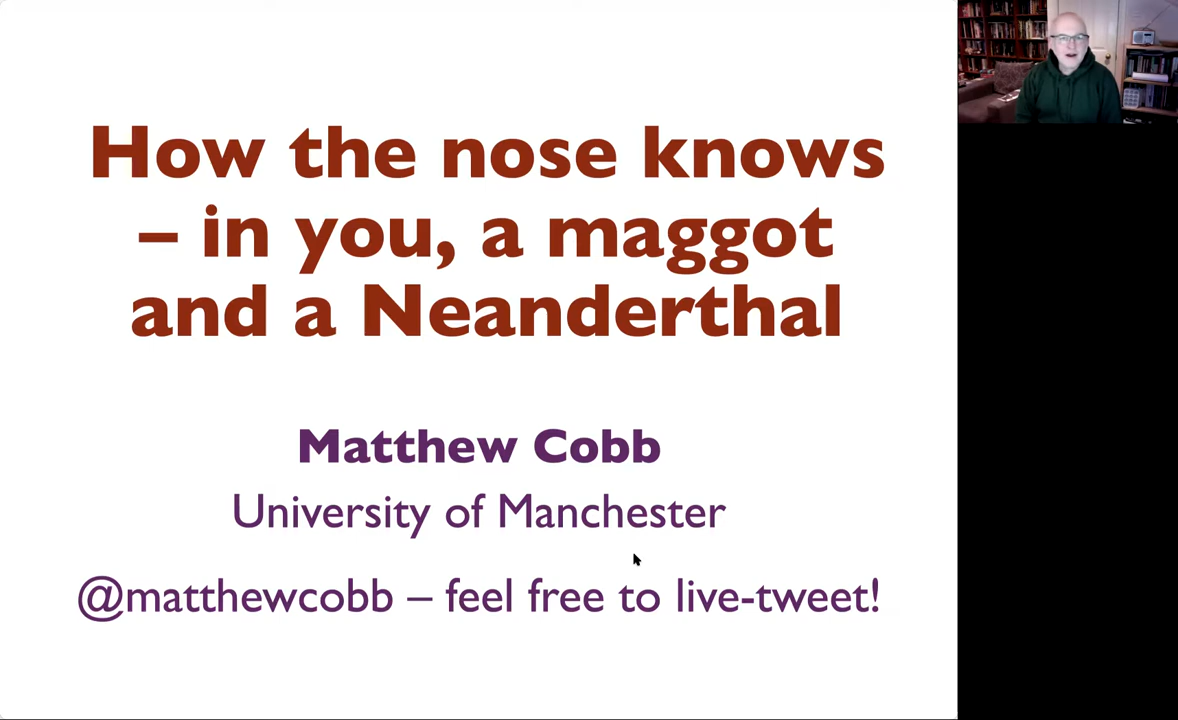 How the nose knows
– in you, a maggot
and a Neanderthal
Matthew Cobb
University of Manchester
@matthewcobb – feel free to live-tweet!